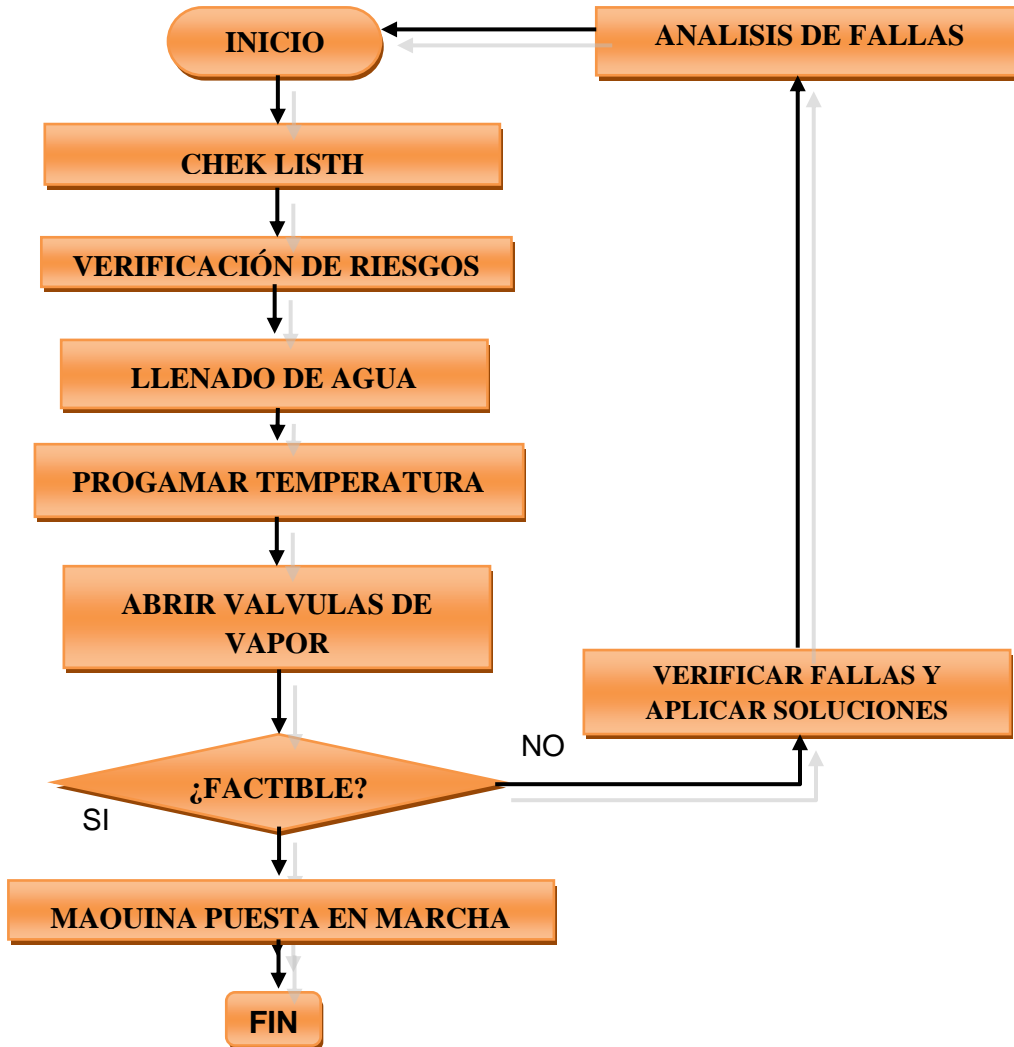 INICIO
ANALISIS DE FALLAS
CHEK LISTH
VERIFICACIÓN DE RIESGOS
LLENADO DE AGUA
PROGAMAR TEMPERATURA
ABRIR VALVULAS DE
VAPOR
VERIFICAR FALLAS Y
APLICAR SOLUCIONES
NO
¿FACTIBLE?
SI
MAQUINA PUESTA EN MARCHA
FIN